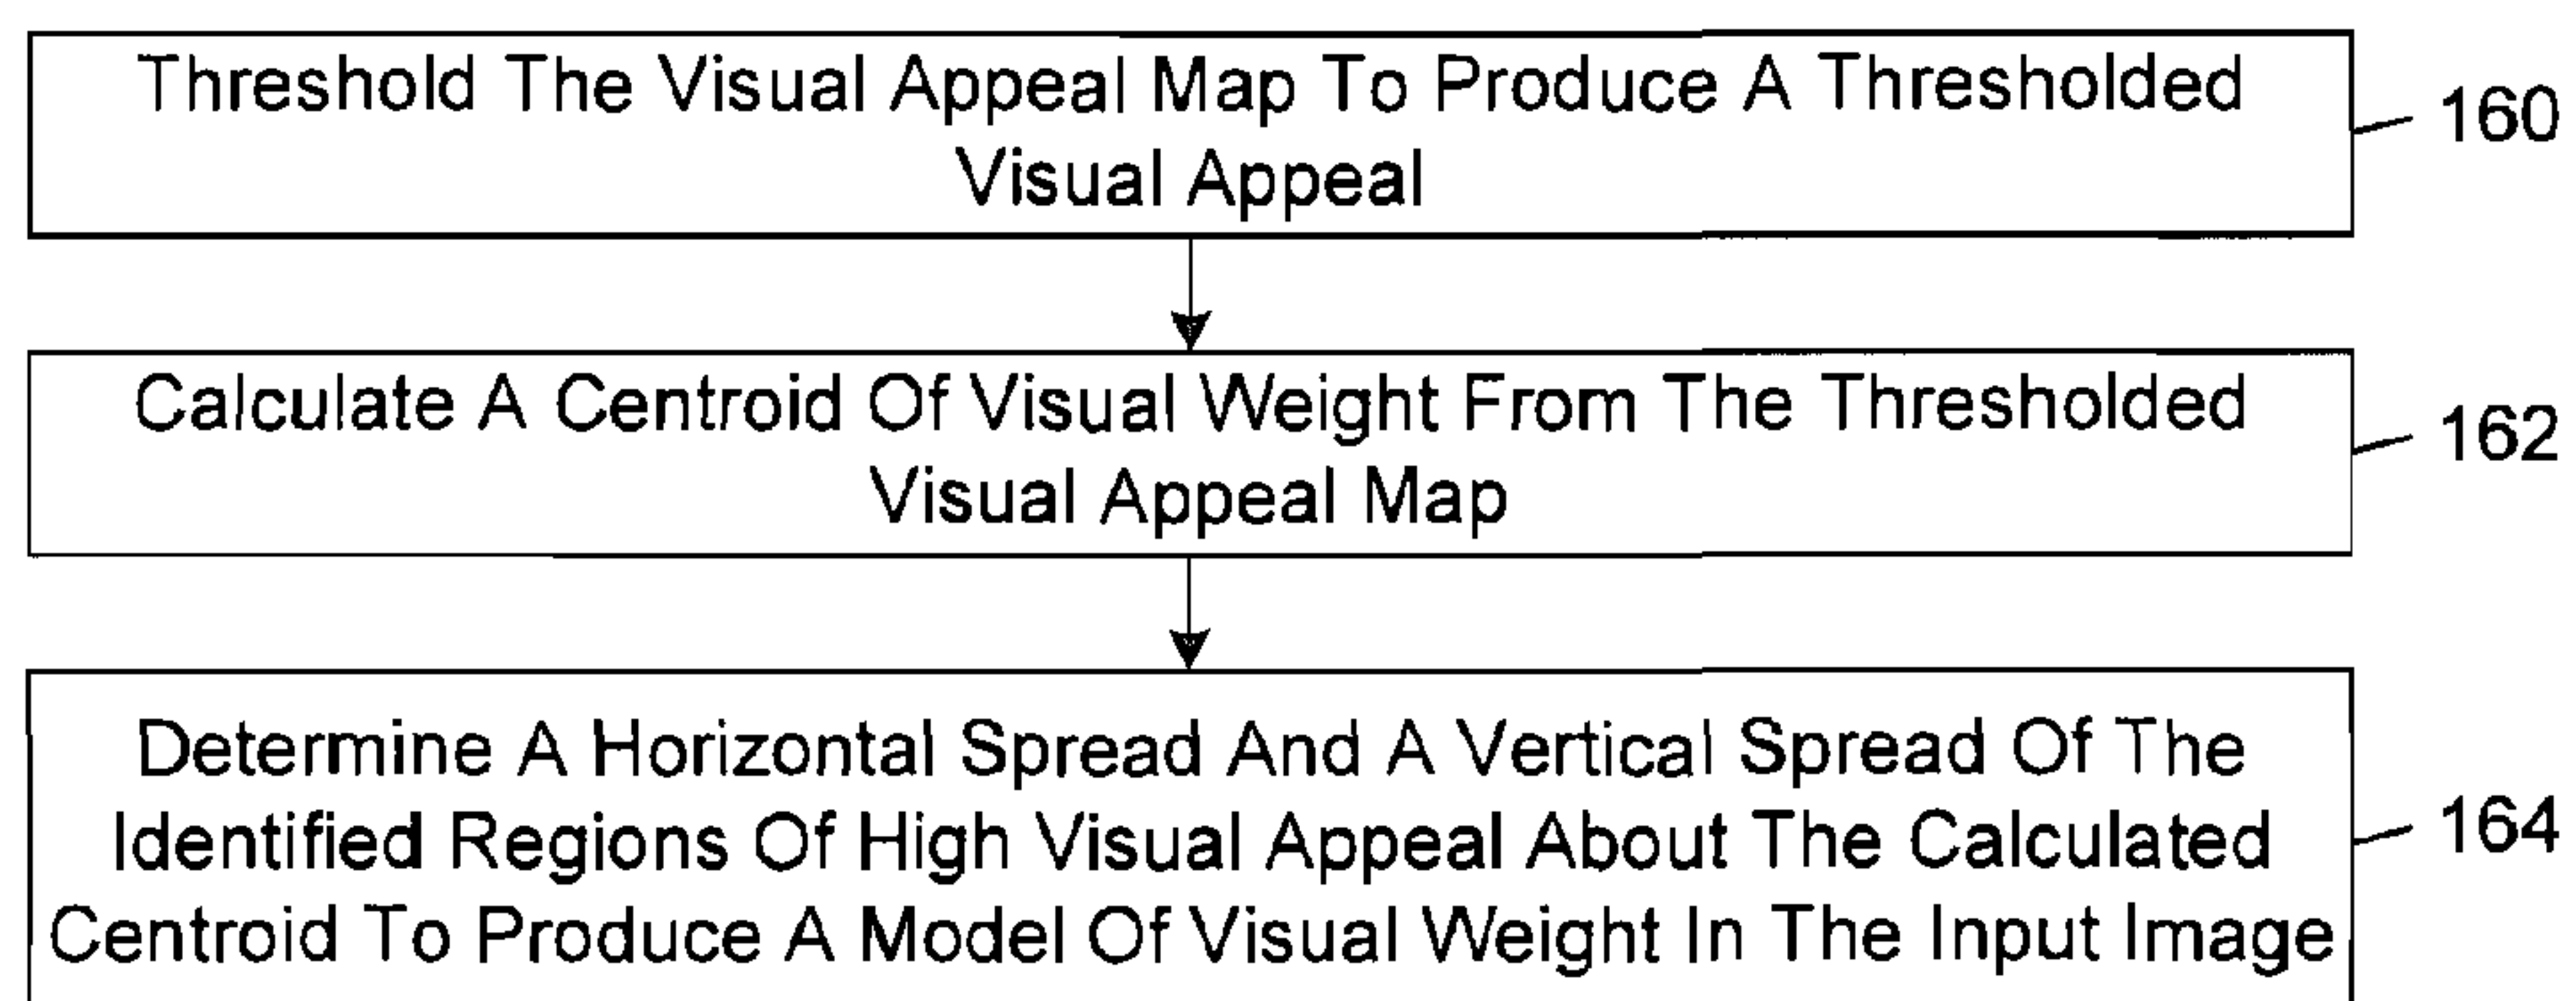 Threshold The Visual Appeal Map To Produce A Thresholded
Visual Appeal
160
Calculate A Centroid Of Visual Weight From The Thresholded
Visual Appeal Map
162
Determine A Horizontal Spread And A Vertical Spread Of The
Identified Regions Of High Visual Appeal About The Calculated
Centroid To Produce A Model Of Visual Weight In The Input Image
164